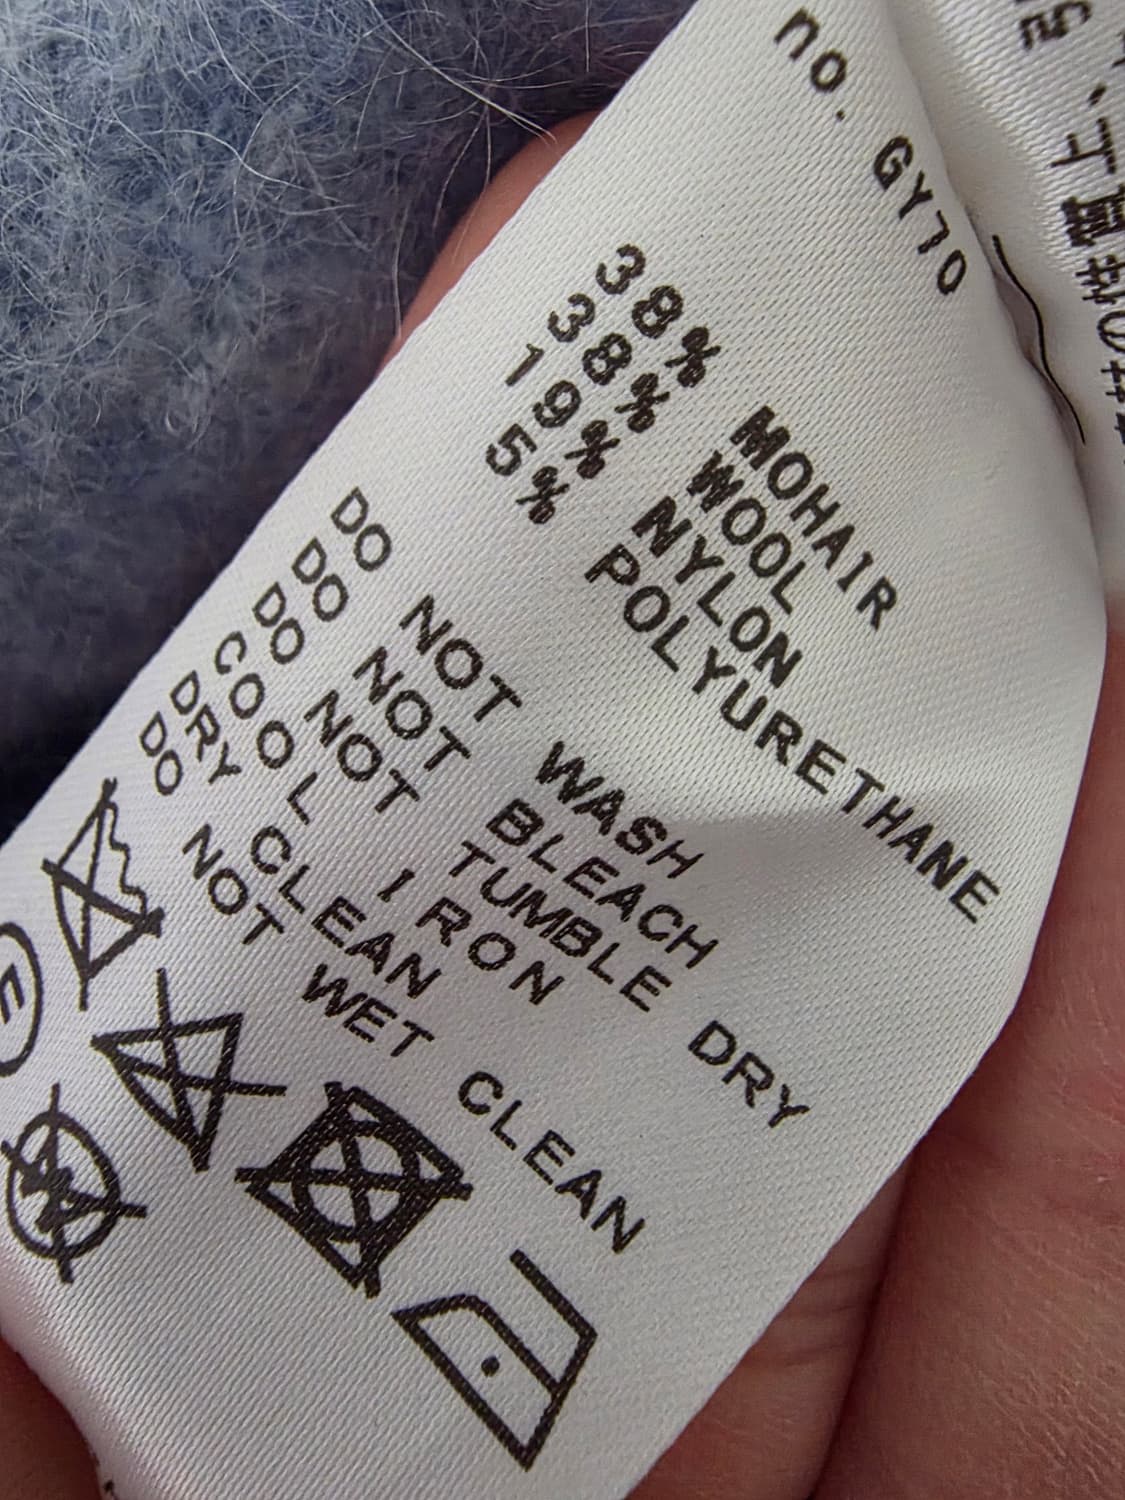 no. GY70
38% MOHAIR
38% WOOL
19% NYLON
5% POLYURETHANE
DO NOT WASH
DO NOT BLEACH
DO NOT TUMBLE DRY
COOL IRON
DRY CLEAN
DO NOT WET CLEAN
W